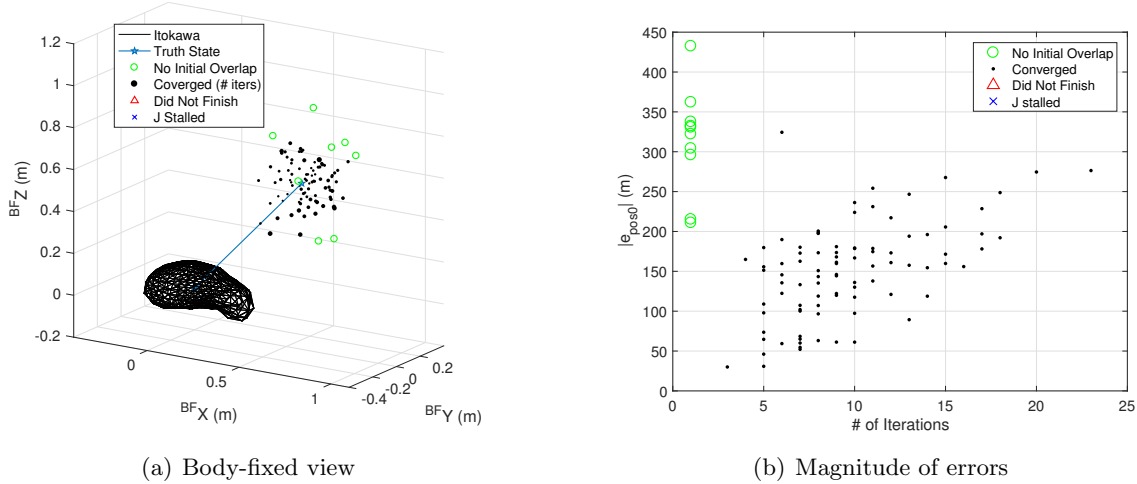 Itokawa
Truth State
No Initial Overlap
Coverged (# iters)
Did Not Finish
J Stalled
1.2
1
0.8
0.6
0.4
0.2
0
-0.2
BFZ (m)
0
0.5
1
BFX (m)
-0.4
-0.2
0
0.2
BFY (m)
(a) Body-fixed view
No Initial Overlap
Converged
Did Not Finish
J stalled
450
400
350
300
250
200
150
100
50
0
|e_pos0| (m)
0
5
10
15
20
25
# of Iterations
(b) Magnitude of errors